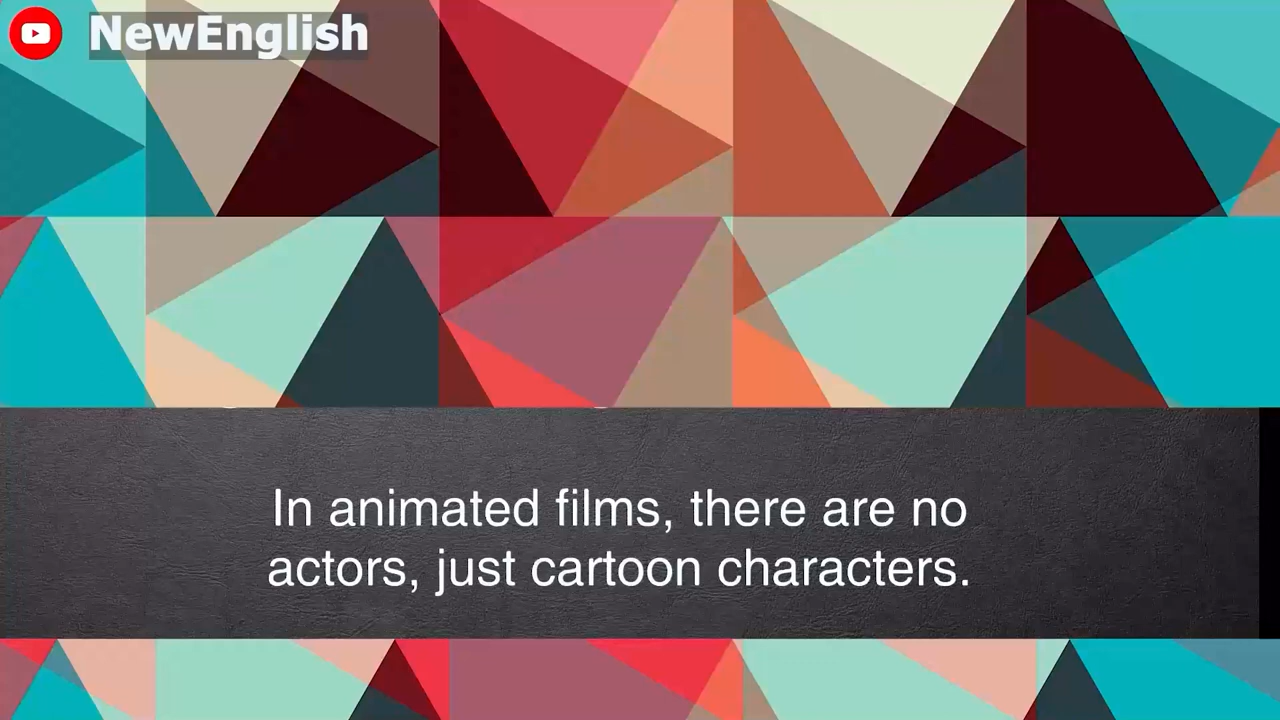 NewEnglish
In animated films, there are no
actors, just cartoon characters.